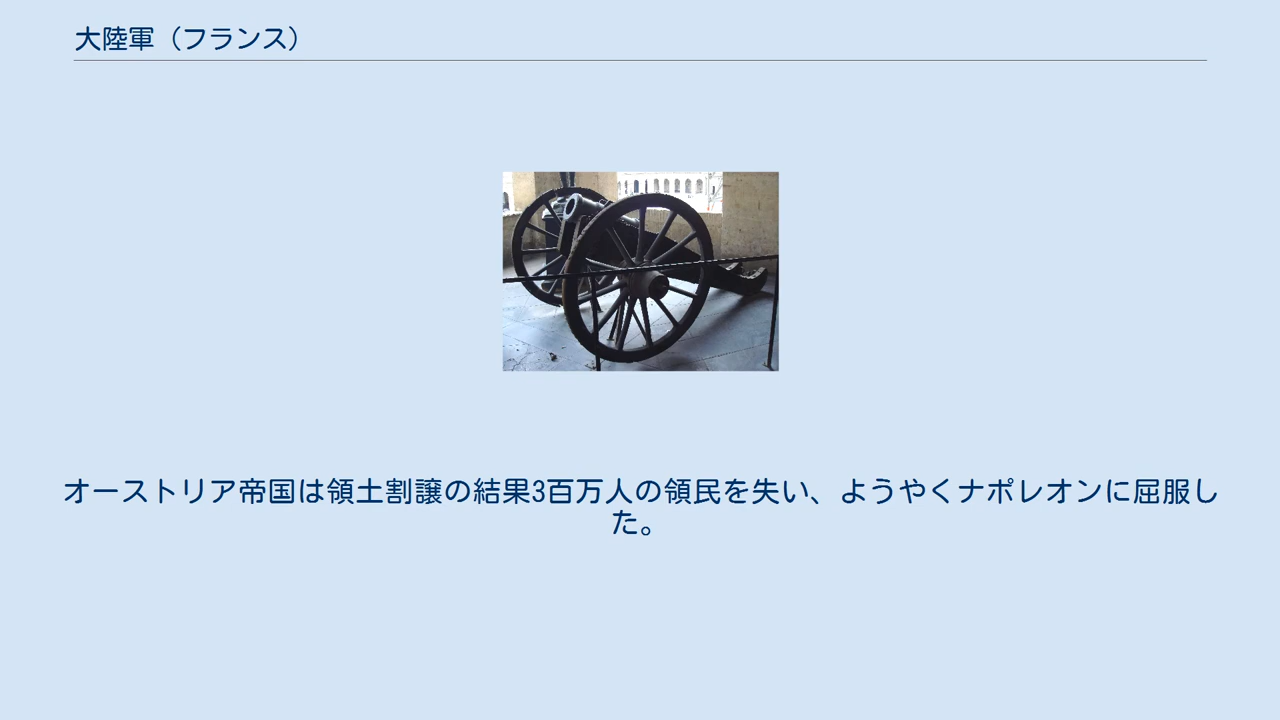 大陸軍（フランス）
オーストリア帝国は領土割譲の結果3百万人の領民を失い、ようやくナポレオンに屈服し
た。